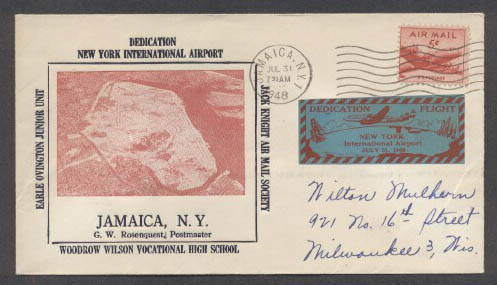 DEDICATION
NEW YORK INTERNATIONAL AIRPORT
EARLE OVINGTON JUNIOR UNIT
JACK KNIGHT AIR MAIL SOCIETY
JAMAICA, N. Y.
G. W. Rosenquest, Postmaster
WOODROW WILSON VOCATIONAL HIGH SCHOOL
JAMAICA, N.Y. 1
JUL 31
AM
1948
AIR MAIL
5¢
DEDICATION FLIGHT
NEW YORK
International Airport
JULY 31, 1948
Wilton Mulhern
921 No. 16th Street
Milwaukee 3, Wis.